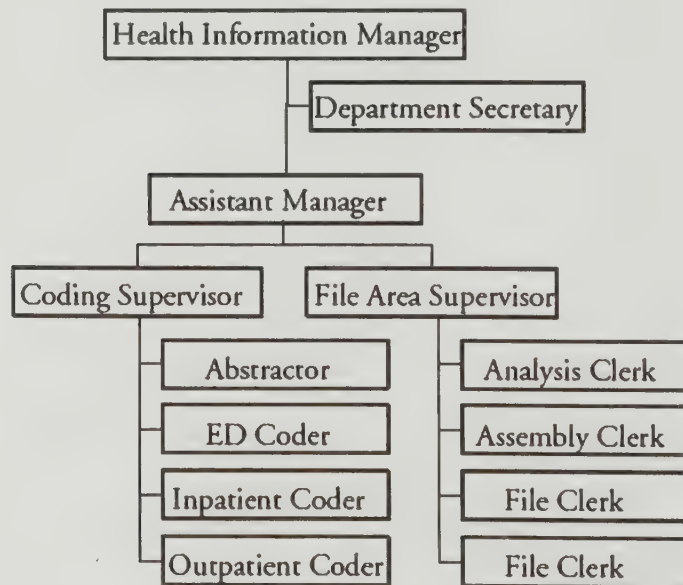 Health Information Manager
Department Secretary
Assistant Manager
Coding Supervisor
File Area Supervisor
Abstractor
ED Coder
Inpatient Coder
Outpatient Coder
Analysis Clerk
Assembly Clerk
File Clerk
File Clerk